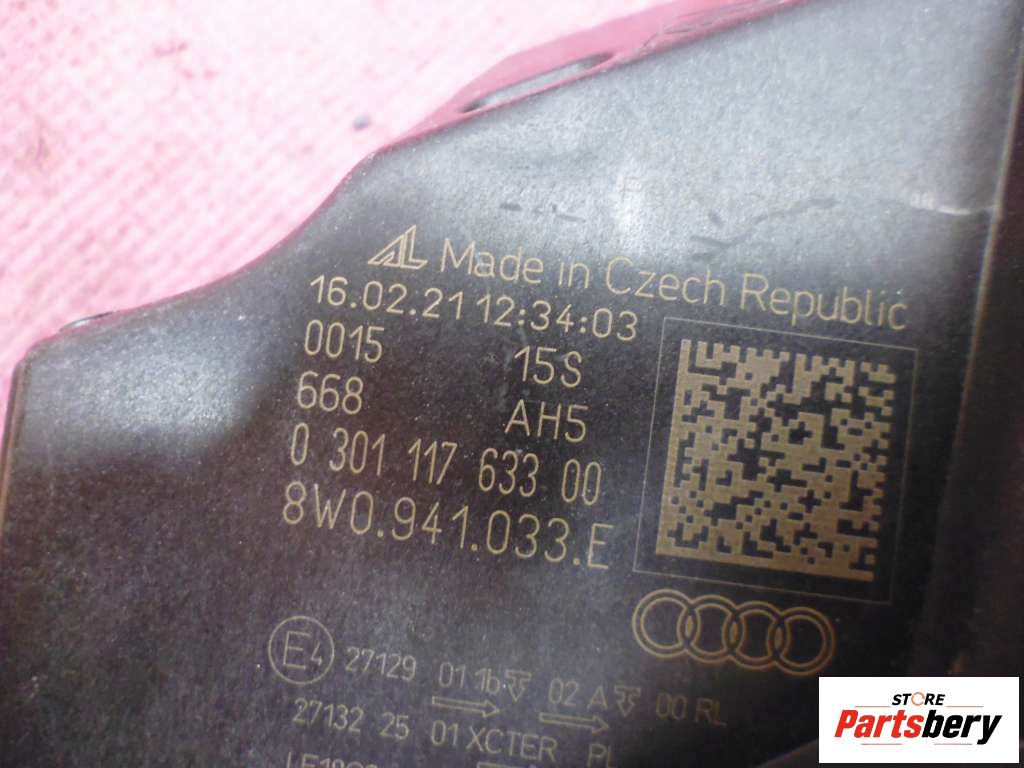 AL Made in Czech Republic
16.02.21 12:34:03
0015 15S
668 AH5
0 301 117 633 00
8W0.941.033.E
E4 27129 01 1b 02 A 00 RL
27132 25 01 XCTER PL
STORE
Partsbery